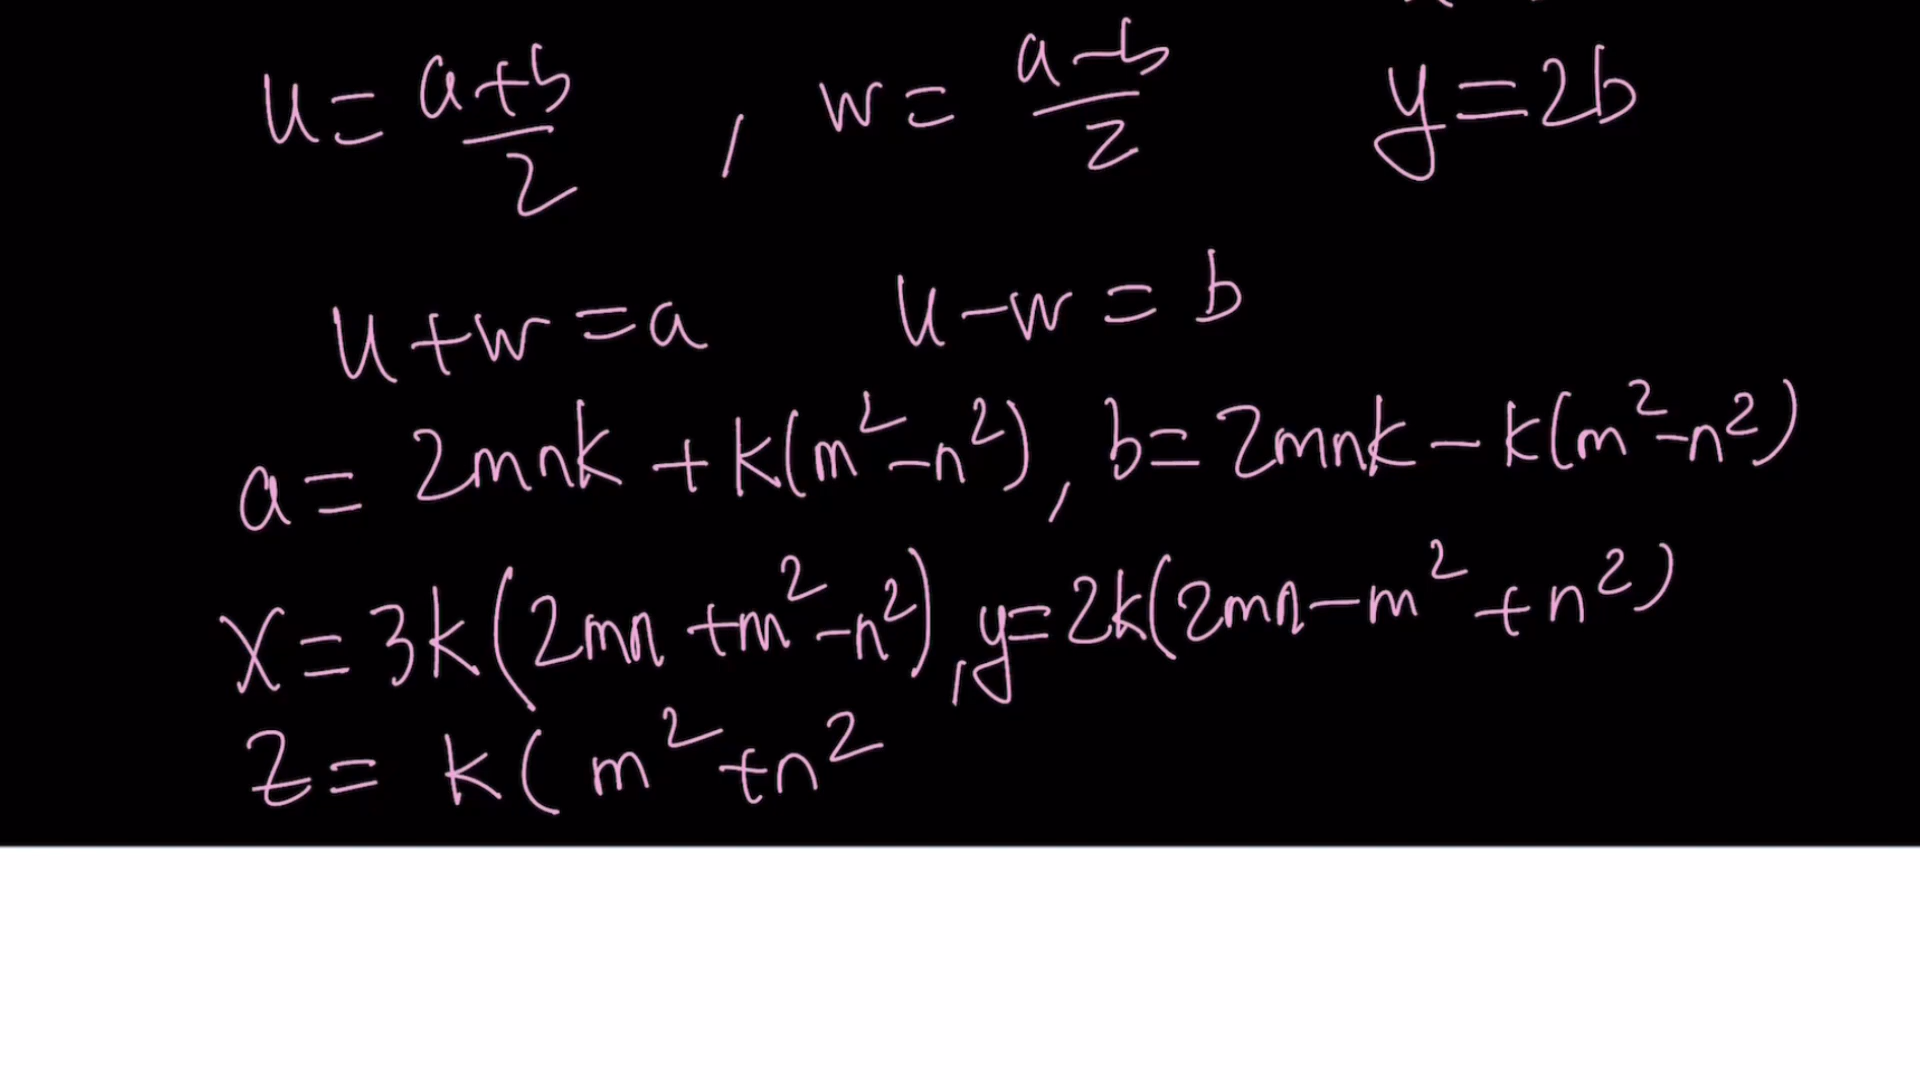 u = a+b/2 , w = a-b/2 y = 2b
u+w = a u-w = b
a = 2mnk + k(m²-n²), b = 2mnk - k(m²-n²)
x = 3k(2mn +m²-n²), y = 2k(2mn-m²+n²)
z = k( m²+n²